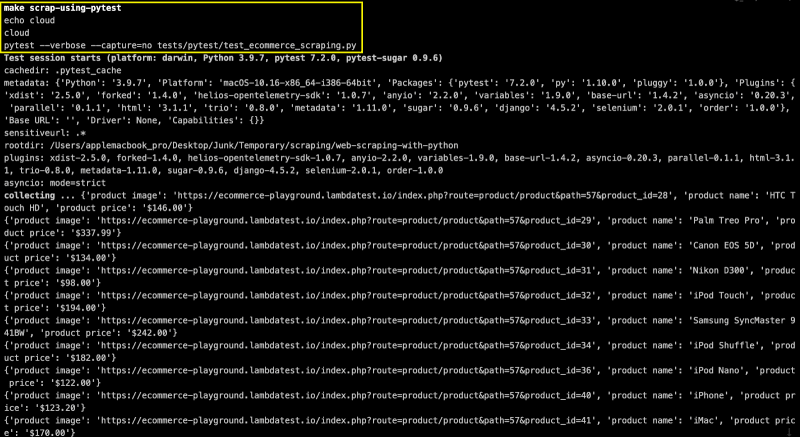 make scrap-using-pytest
echo cloud
cloud
pytest --verbose --capture=no tests/pytest/test_ecommerce_scraping.py
Test session starts (platform: darwin, Python 3.9.7, pytest 7.2.0, pytest-sugar 0.9.6)
cachedir: .pytest_cache
metadata: {'Python': '3.9.7', 'Platform': 'macOS-10.16-x86_64-i386-64bit', 'Packages': {'pytest': '7.2.0', 'py': '1.10.0', 'pluggy': '1.0.0'}, 'Plugins': {
'xdist': '2.5.0', 'forked': '1.4.0', 'helios-opentelemetry-sdk': '1.0.7', 'anyio': '2.2.0', 'variables': '1.9.0', 'base-url': '1.4.2', 'asyncio': '0.20.3',
 'parallel': '0.1.1', 'html': '3.1.1', 'trio': '0.8.0', 'metadata': '1.11.0', 'sugar': '0.9.6', 'django': '4.5.2', 'selenium': '2.0.1', 'order': '1.0.0'},
'Base URL': '', 'Driver': None, 'Capabilities': {}}
sensitiveurl: .*
rootdir: /Users/applemacbook_pro/Desktop/Junk/Temporary/scraping/web-scraping-with-python
plugins: xdist-2.5.0, forked-1.4.0, helios-opentelemetry-sdk-1.0.7, anyio-2.2.0, variables-1.9.0, base-url-1.4.2, asyncio-0.20.3, parallel-0.1.1, html-3.1.
1, trio-0.8.0, metadata-1.11.0, sugar-0.9.6, django-4.5.2, selenium-2.0.1, order-1.0.0
asyncio: mode=strict
collecting ... {'product image': 'https://ecommerce-playground.lambdatest.io/index.php?route=product/product&path=57&product_id=28', 'product name': 'HTC T
ouch HD', 'product price': '$146.00'}
{'product image': 'https://ecommerce-playground.lambdatest.io/index.php?route=product/product&path=57&product_id=29', 'product name': 'Palm Treo Pro', 'pro
duct price': '$337.99'}
{'product image': 'https://ecommerce-playground.lambdatest.io/index.php?route=product/product&path=57&product_id=30', 'product name': 'Canon EOS 5D', 'prod
uct price': '$134.00'}
{'product image': 'https://ecommerce-playground.lambdatest.io/index.php?route=product/product&path=57&product_id=31', 'product name': 'Nikon D300', 'produc
t price': '$98.00'}
{'product image': 'https://ecommerce-playground.lambdatest.io/index.php?route=product/product&path=57&product_id=32', 'product name': 'iPod Touch', 'produc
t price': '$194.00'}
{'product image': 'https://ecommerce-playground.lambdatest.io/index.php?route=product/product&path=57&product_id=33', 'product name': 'Samsung SyncMaster 9
41BW', 'product price': '$242.00'}
{'product image': 'https://ecommerce-playground.lambdatest.io/index.php?route=product/product&path=57&product_id=34', 'product name': 'iPod Shuffle', 'prod
uct price': '$182.00'}
{'product image': 'https://ecommerce-playground.lambdatest.io/index.php?route=product/product&path=57&product_id=36', 'product name': 'iPod Nano', 'product
 price': '$122.00'}
{'product image': 'https://ecommerce-playground.lambdatest.io/index.php?route=product/product&path=57&product_id=40', 'product name': 'iPhone', 'product pr
ice': '$123.20'}
{'product image': 'https://ecommerce-playground.lambdatest.io/index.php?route=product/product&path=57&product_id=41', 'product name': 'iMac', 'product pric
e': '$170.00'}